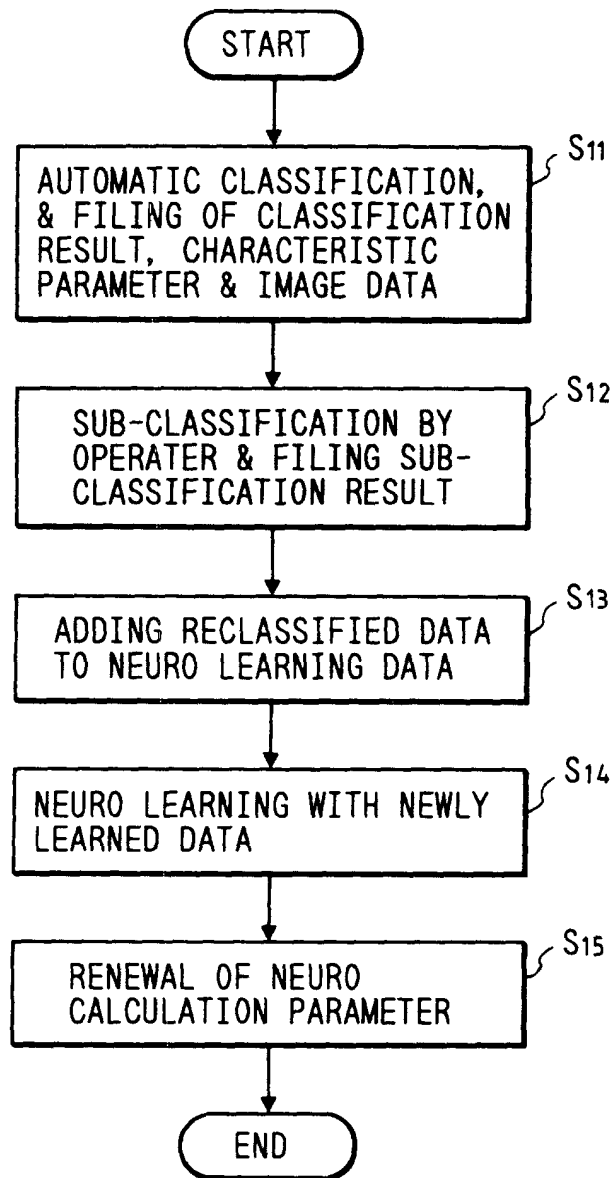 START
S11
AUTOMATIC CLASSIFICATION,
& FILING OF CLASSIFICATION
RESULT, CHARACTERISTIC
PARAMETER & IMAGE DATA
S12
SUB-CLASSIFICATION BY
OPERATER & FILING SUB-
CLASSIFICATION RESULT
S13
ADDING RECLASSIFIED DATA
TO NEURO LEARNING DATA
S14
NEURO LEARNING WITH NEWLY
LEARNED DATA
S15
RENEWAL OF NEURO
CALCULATION PARAMETER
END